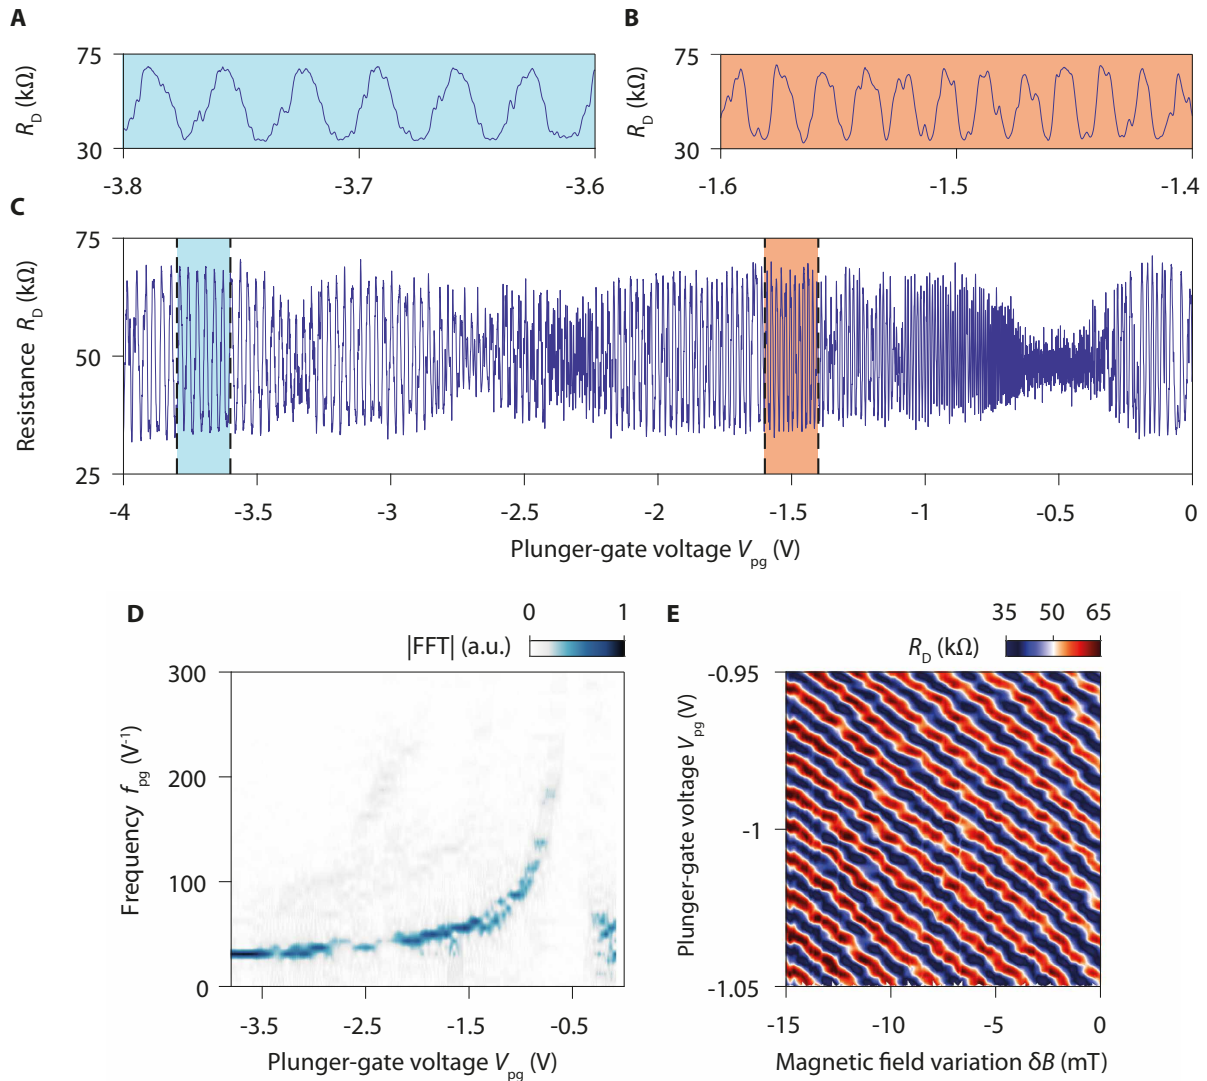 A
B
75
30
R_D (kΩ)
-3.8
-3.7
-3.6
75
30
R_D (kΩ)
-1.6
-1.5
-1.4
C
75
50
25
Resistance R_D (kΩ)
-4
-3.5
-3
-2.5
-2
-1.5
-1
-0.5
0
Plunger-gate voltage V_pg (V)
D
0
1
|FFT| (a.u.)
300
200
100
0
Frequency f_pg (V⁻¹)
-3.5
-2.5
-1.5
-0.5
Plunger-gate voltage V_pg (V)
E
35
50
65
R_D (kΩ)
-0.95
-1
-1.05
Plunger-gate voltage V_pg (V)
-15
-10
-5
0
Magnetic field variation δB (mT)